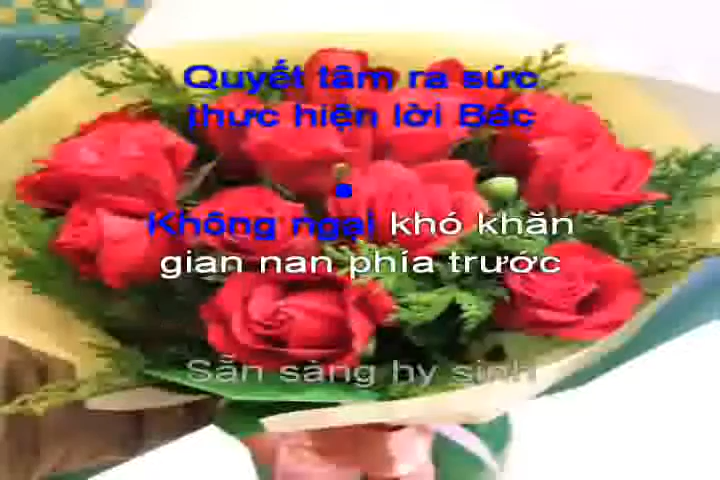 Quyết tâm ra sức
thực hiện lời Bác
Không ngại khó khăn
gian nan phía trước
Sẵn sàng hy sinh